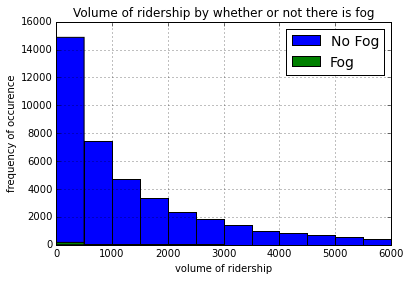 Volume of ridership by whether or not there is fog
16000
14000
12000
10000
8000
6000
4000
2000
0
frequency of occurence
No Fog
Fog
0 1000 2000 3000 4000 5000 6000
volume of ridership